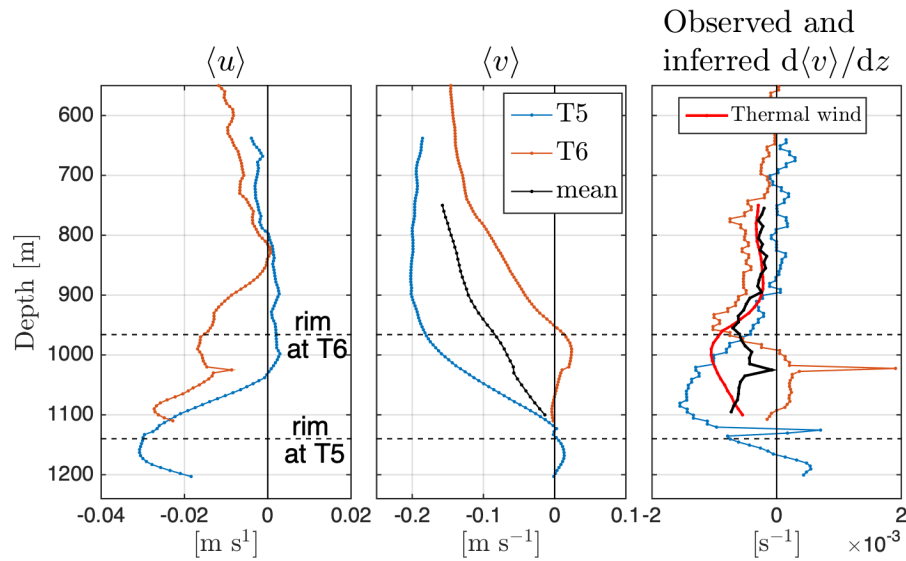 Observed and
⟨u⟩ ⟨v⟩ inferred d⟨v⟩/dz
600
700
800
900
1000
1100
1200
Depth [m]
T5
T6
mean
Thermal wind
rim
at T6
rim
at T5
-0.04 -0.02 0 0.02
-0.2 -0.1 0 0.1
-2 0 2
×10⁻³
[m s¹] [m s⁻¹] [s⁻¹]